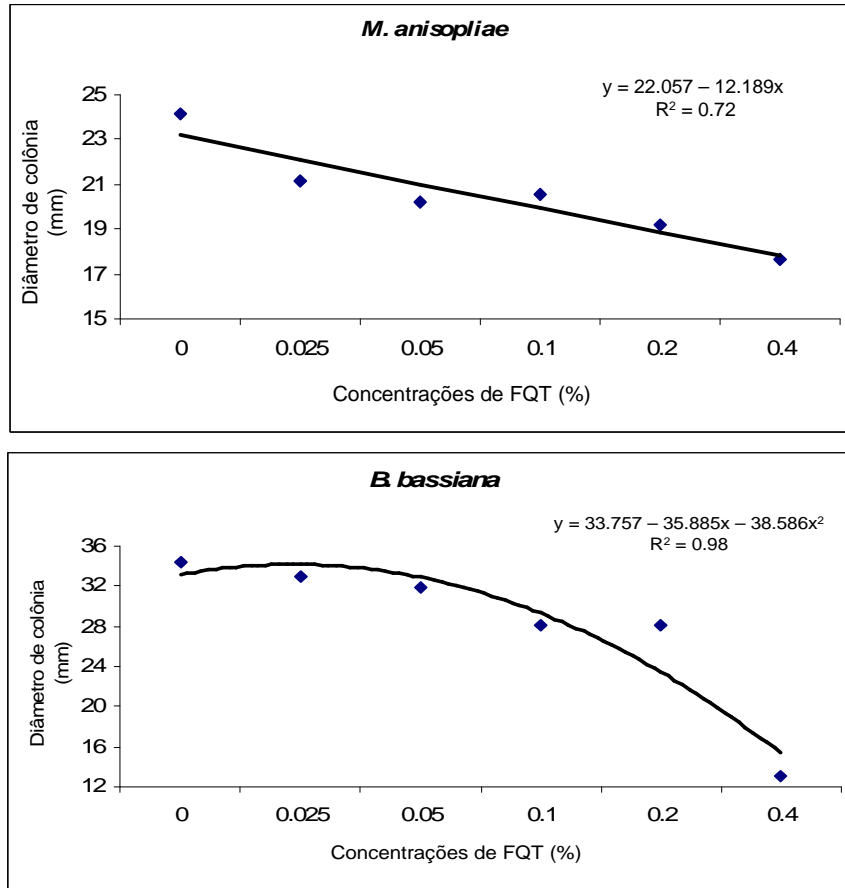 M. anisopliae
y = 22.057 – 12.189x
R² = 0.72
25
23
21
19
17
15
Diâmetro de colônia
(mm)
0 0.025 0.05 0.1 0.2 0.4
Concentrações de FQT (%)
B. bassiana
y = 33.757 – 35.885x – 38.586x²
R² = 0.98
36
32
28
24
20
16
12
Diâmetro de colônia
(mm)
0 0.025 0.05 0.1 0.2 0.4
Concentrações de FQT (%)